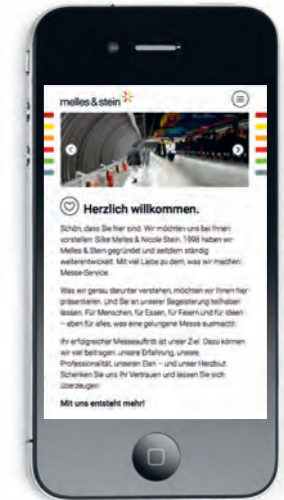 melles&stein
Herzlich willkommen.
Schön, dass Sie hier sind. Wir möchten uns bei Ihnen
vorstellen: Silke Melles & Nicole Stein. 1998 haben wir
Melles & Stein gegründet und seitdem ständig
weiterentwickelt. Mit viel Liebe zu dem, was wir machen:
Messe-Service.
Was wir genau darunter verstehen, möchten wir Ihnen hier
präsentieren. Und Sie an unserer Begeisterung teilhaben
lassen. Für Menschen, für Essen, für Feiern und für Ideen
– eben für alles, was eine gelungene Messe ausmacht.
Ihr erfolgreicher Messeauftritt ist unser Ziel. Dazu können
wir viel beitragen: unsere Erfahrung, unsere
Professionalität, unseren Elan – und unser Herzblut.
Schenken Sie uns Ihr Vertrauen und lassen Sie sich
überzeugen:
Mit uns entsteht mehr!